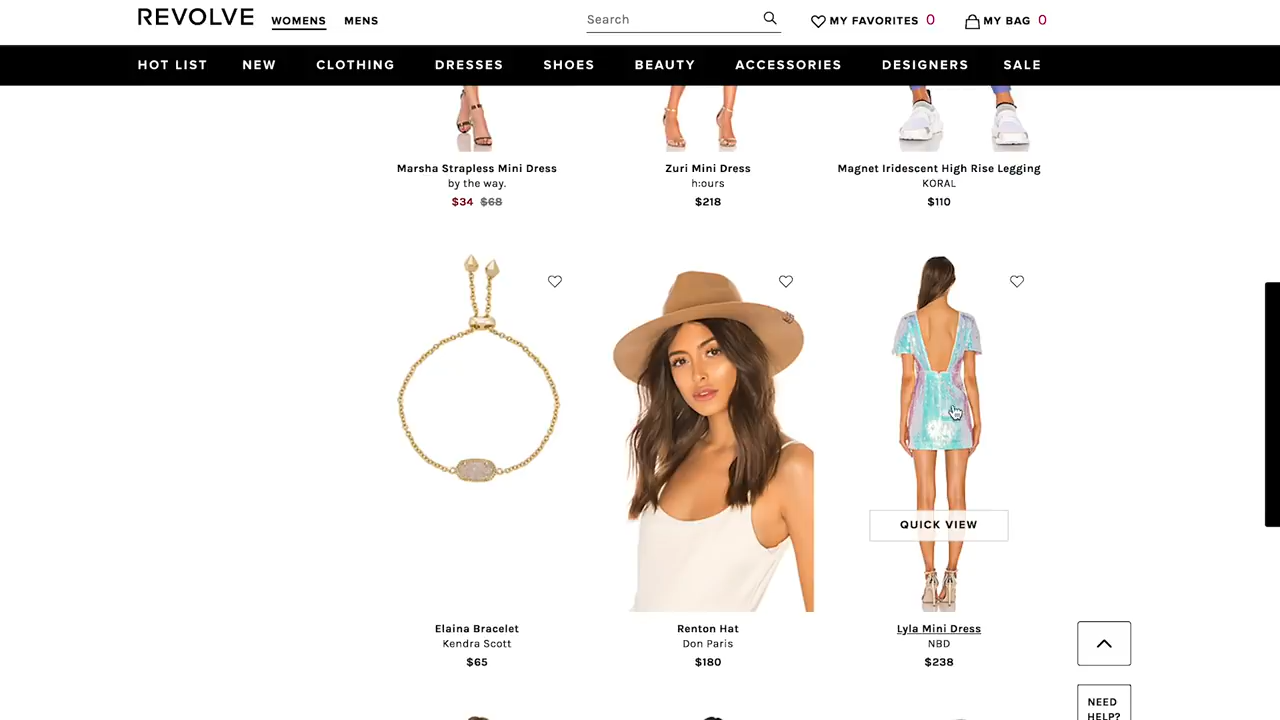 REVOLVE
WOMENS
MENS
Search
MY FAVORITES 0
MY BAG 0
HOT LIST
NEW
CLOTHING
DRESSES
SHOES
BEAUTY
ACCESSORIES
DESIGNERS
SALE
Marsha Strapless Mini Dress
by the way.
$34 $68
Zuri Mini Dress
h:ours
$218
Magnet Iridescent High Rise Legging
KORAL
$110
QUICK VIEW
Elaina Bracelet
Kendra Scott
$65
Renton Hat
Don Paris
$180
Lyla Mini Dress
NBD
$238
NEED
HELP?